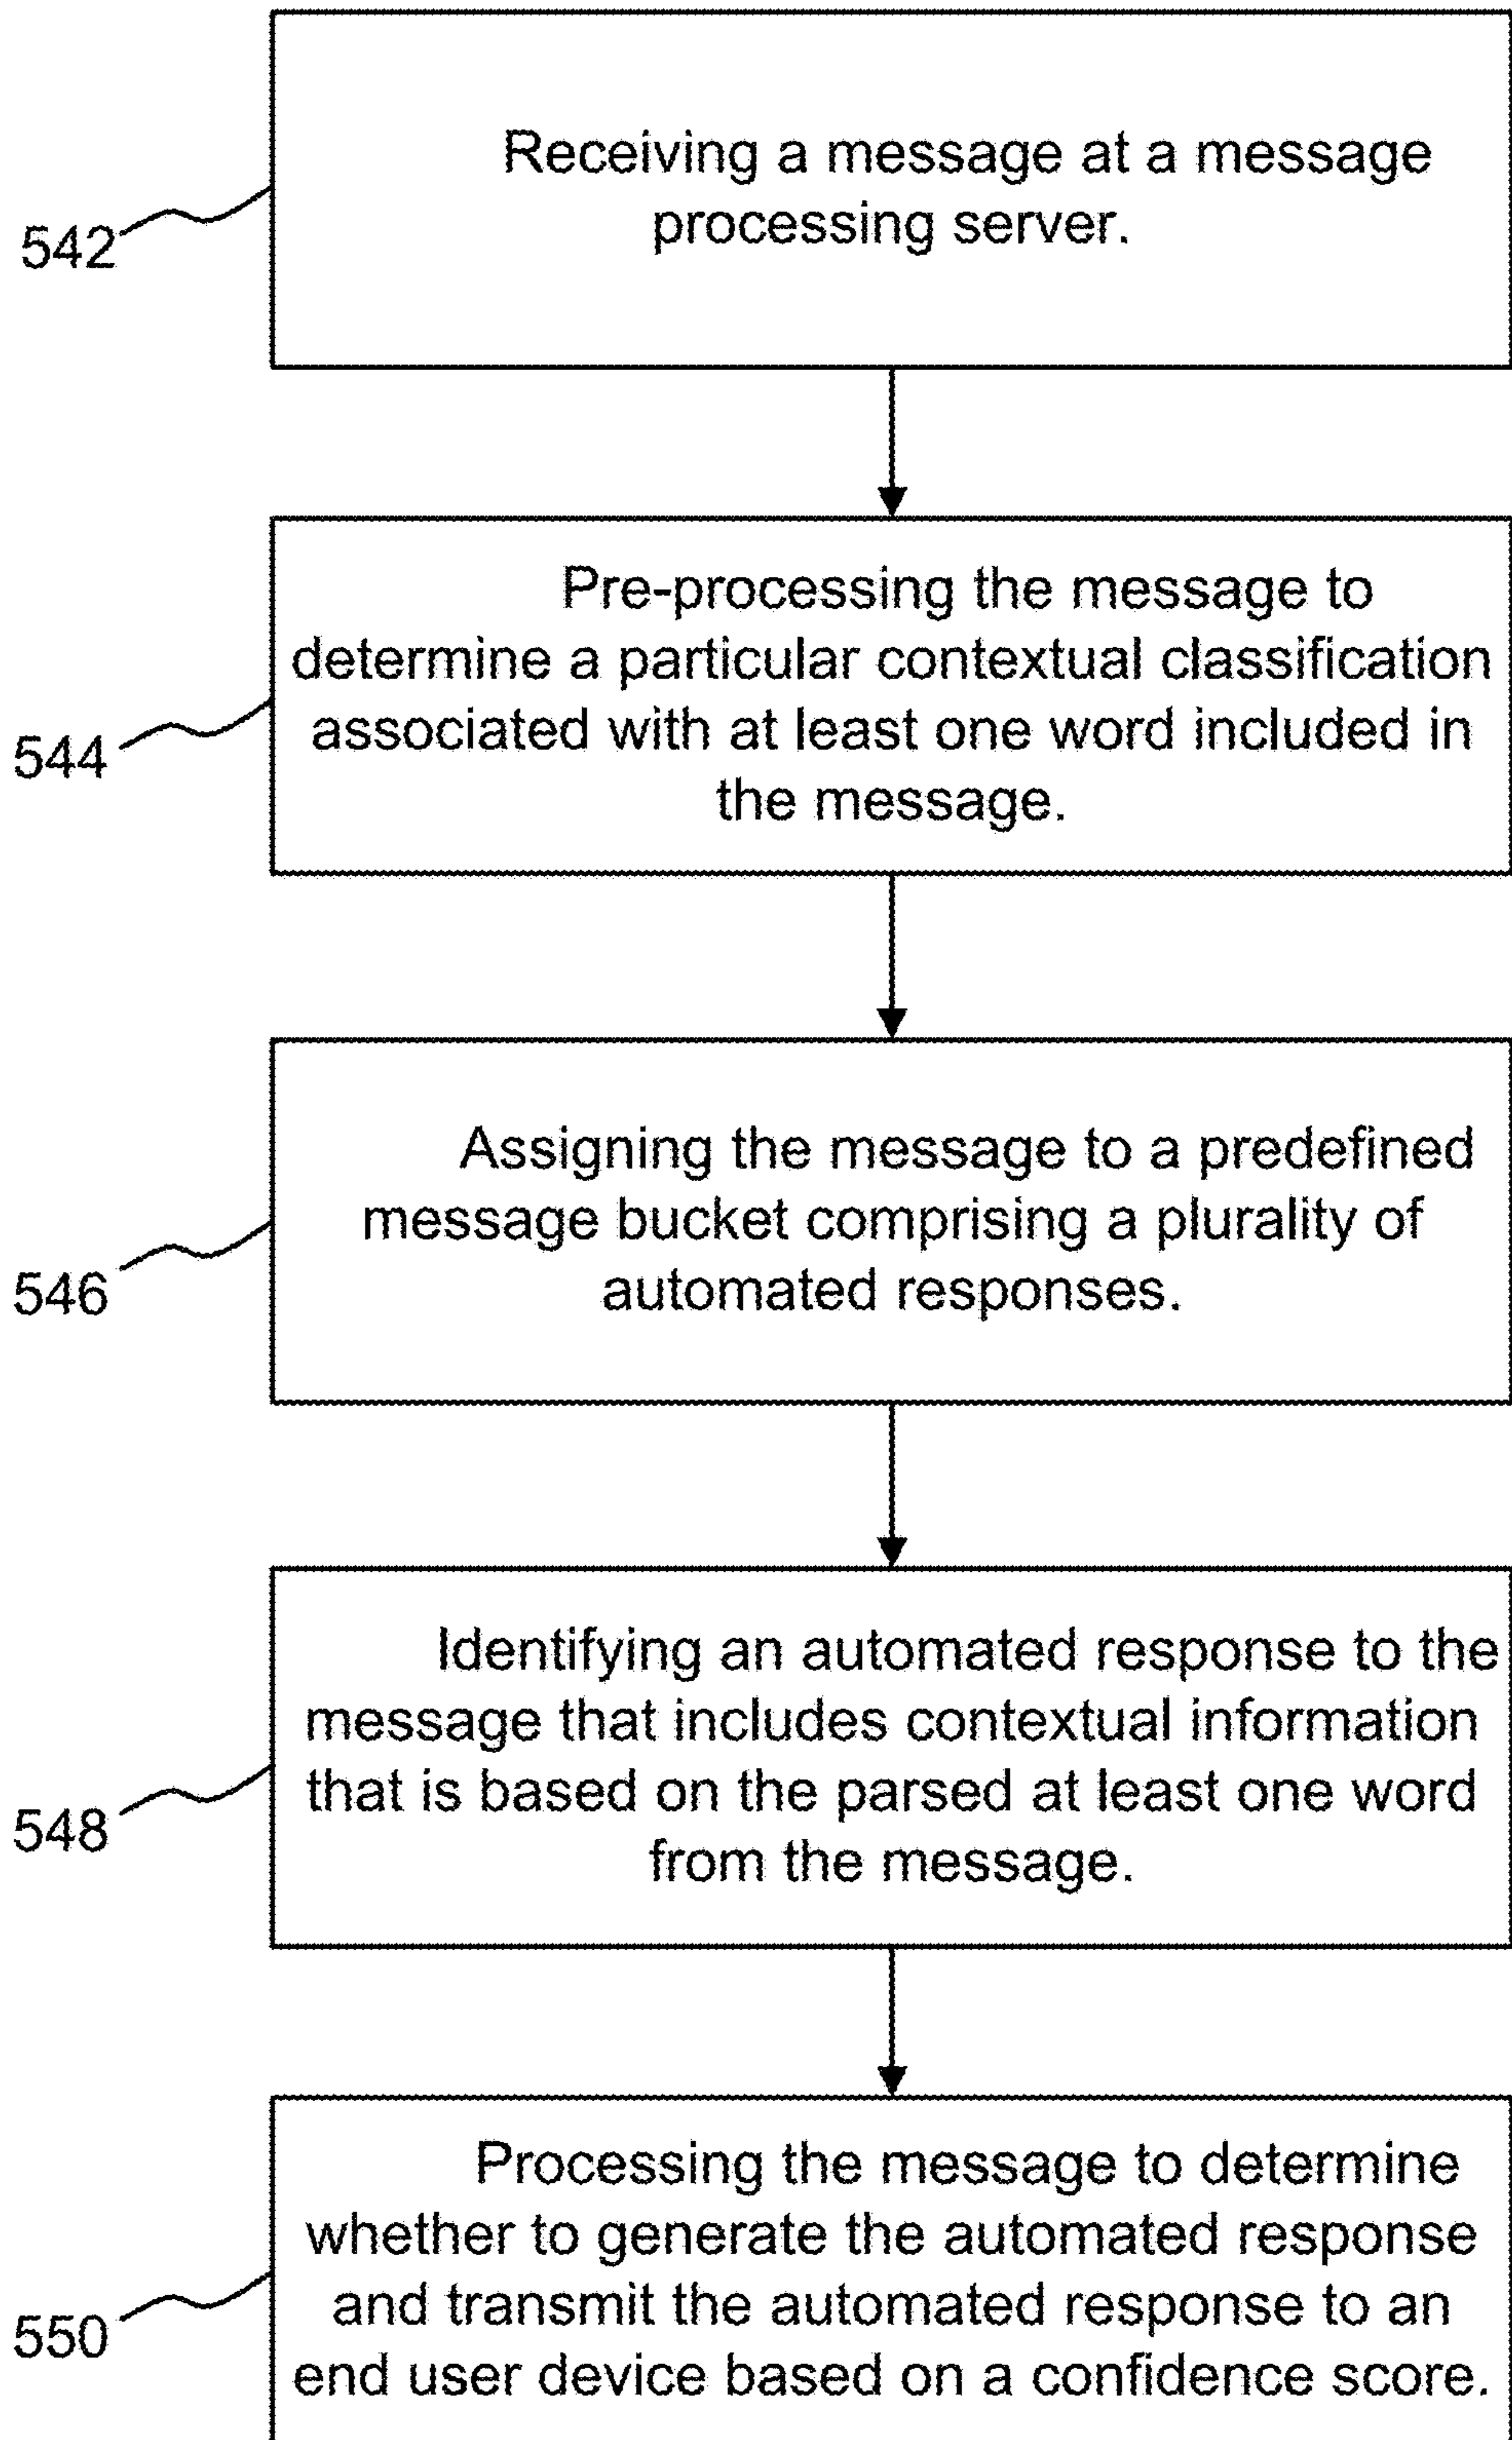 Receiving a message at a message
processing server.
542
Pre-processing the message to
determine a particular contextual classification
associated with at least one word included in
the message.
544
Assigning the message to a predefined
message bucket comprising a plurality of
automated responses.
546
Identifying an automated response to the
message that includes contextual information
that is based on the parsed at least one word
from the message.
548
Processing the message to determine
whether to generate the automated response
and transmit the automated response to an
end user device based on a confidence score.
550